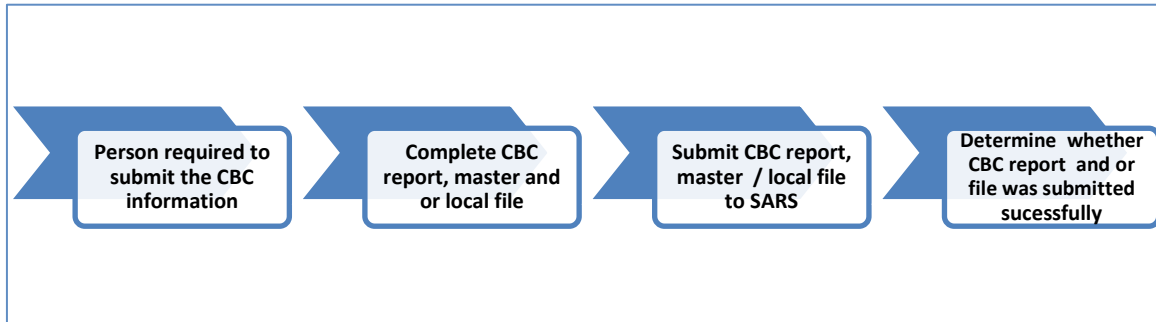 Person required to
submit the CBC
information
Complete CBC
report, master and
or local file
Submit CBC report,
master / local file
to SARS
Determine whether
CBC report and or
file was submitted
sucessfully